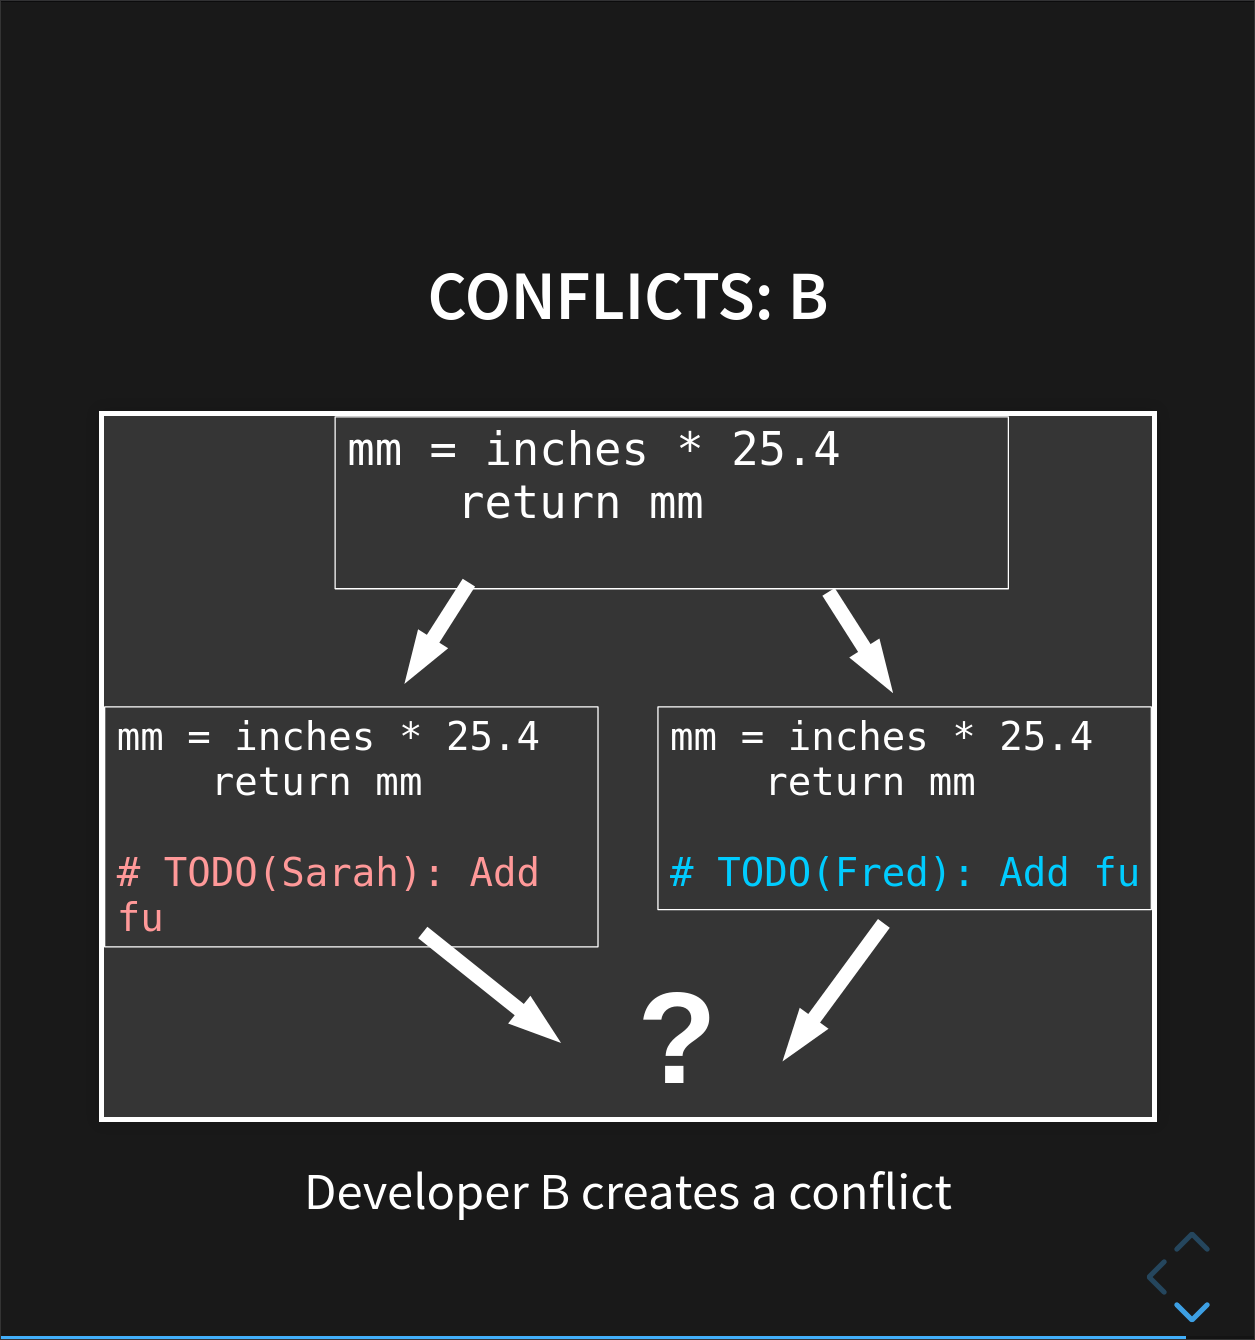 CONFLICTS: B
mm = inches * 25.4
    return mm
mm = inches * 25.4
    return mm
# TODO(Sarah): Add
fu
mm = inches * 25.4
    return mm
# TODO(Fred): Add fu
?
Developer B creates a conflict